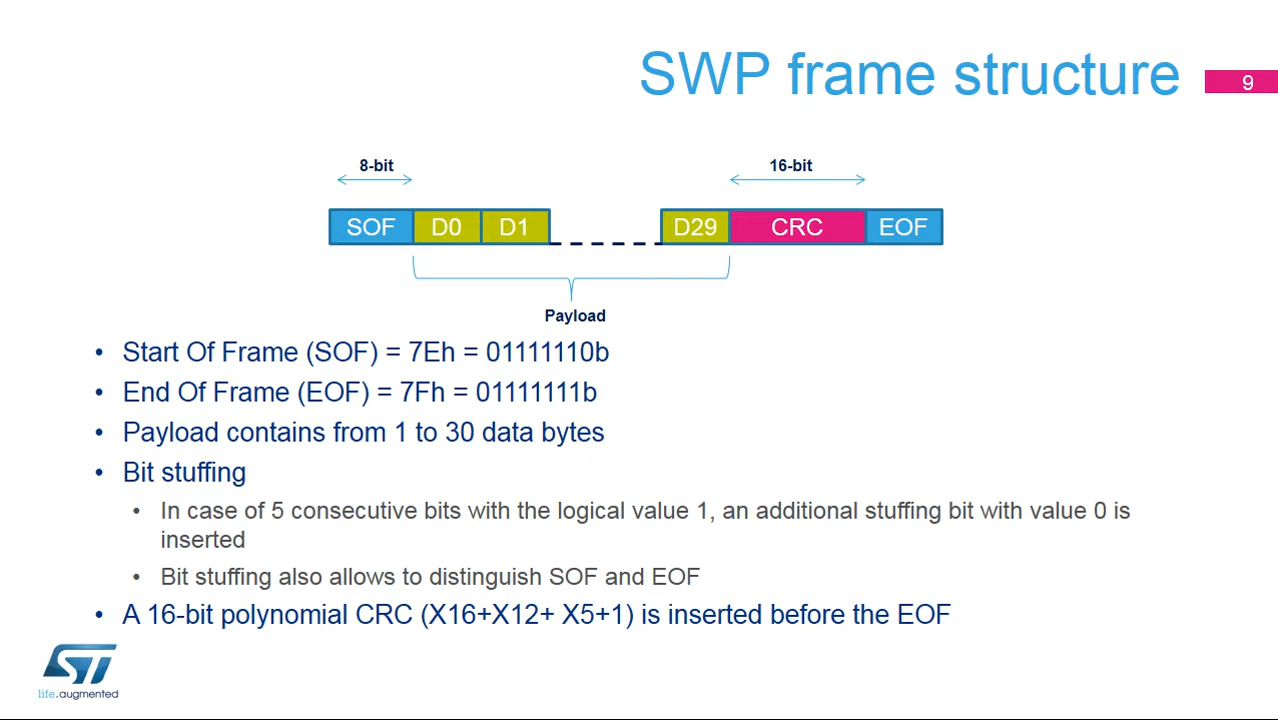 SWP frame structure
9
8-bit
16-bit
SOF D0 D1 D29 CRC EOF
Payload
• Start Of Frame (SOF) = 7Eh = 01111110b
• End Of Frame (EOF) = 7Fh = 01111111b
• Payload contains from 1 to 30 data bytes
• Bit stuffing
• In case of 5 consecutive bits with the logical value 1, an additional stuffing bit with value 0 is
inserted
• Bit stuffing also allows to distinguish SOF and EOF
• A 16-bit polynomial CRC (X16+X12+ X5+1) is inserted before the EOF
ST
life.augmented